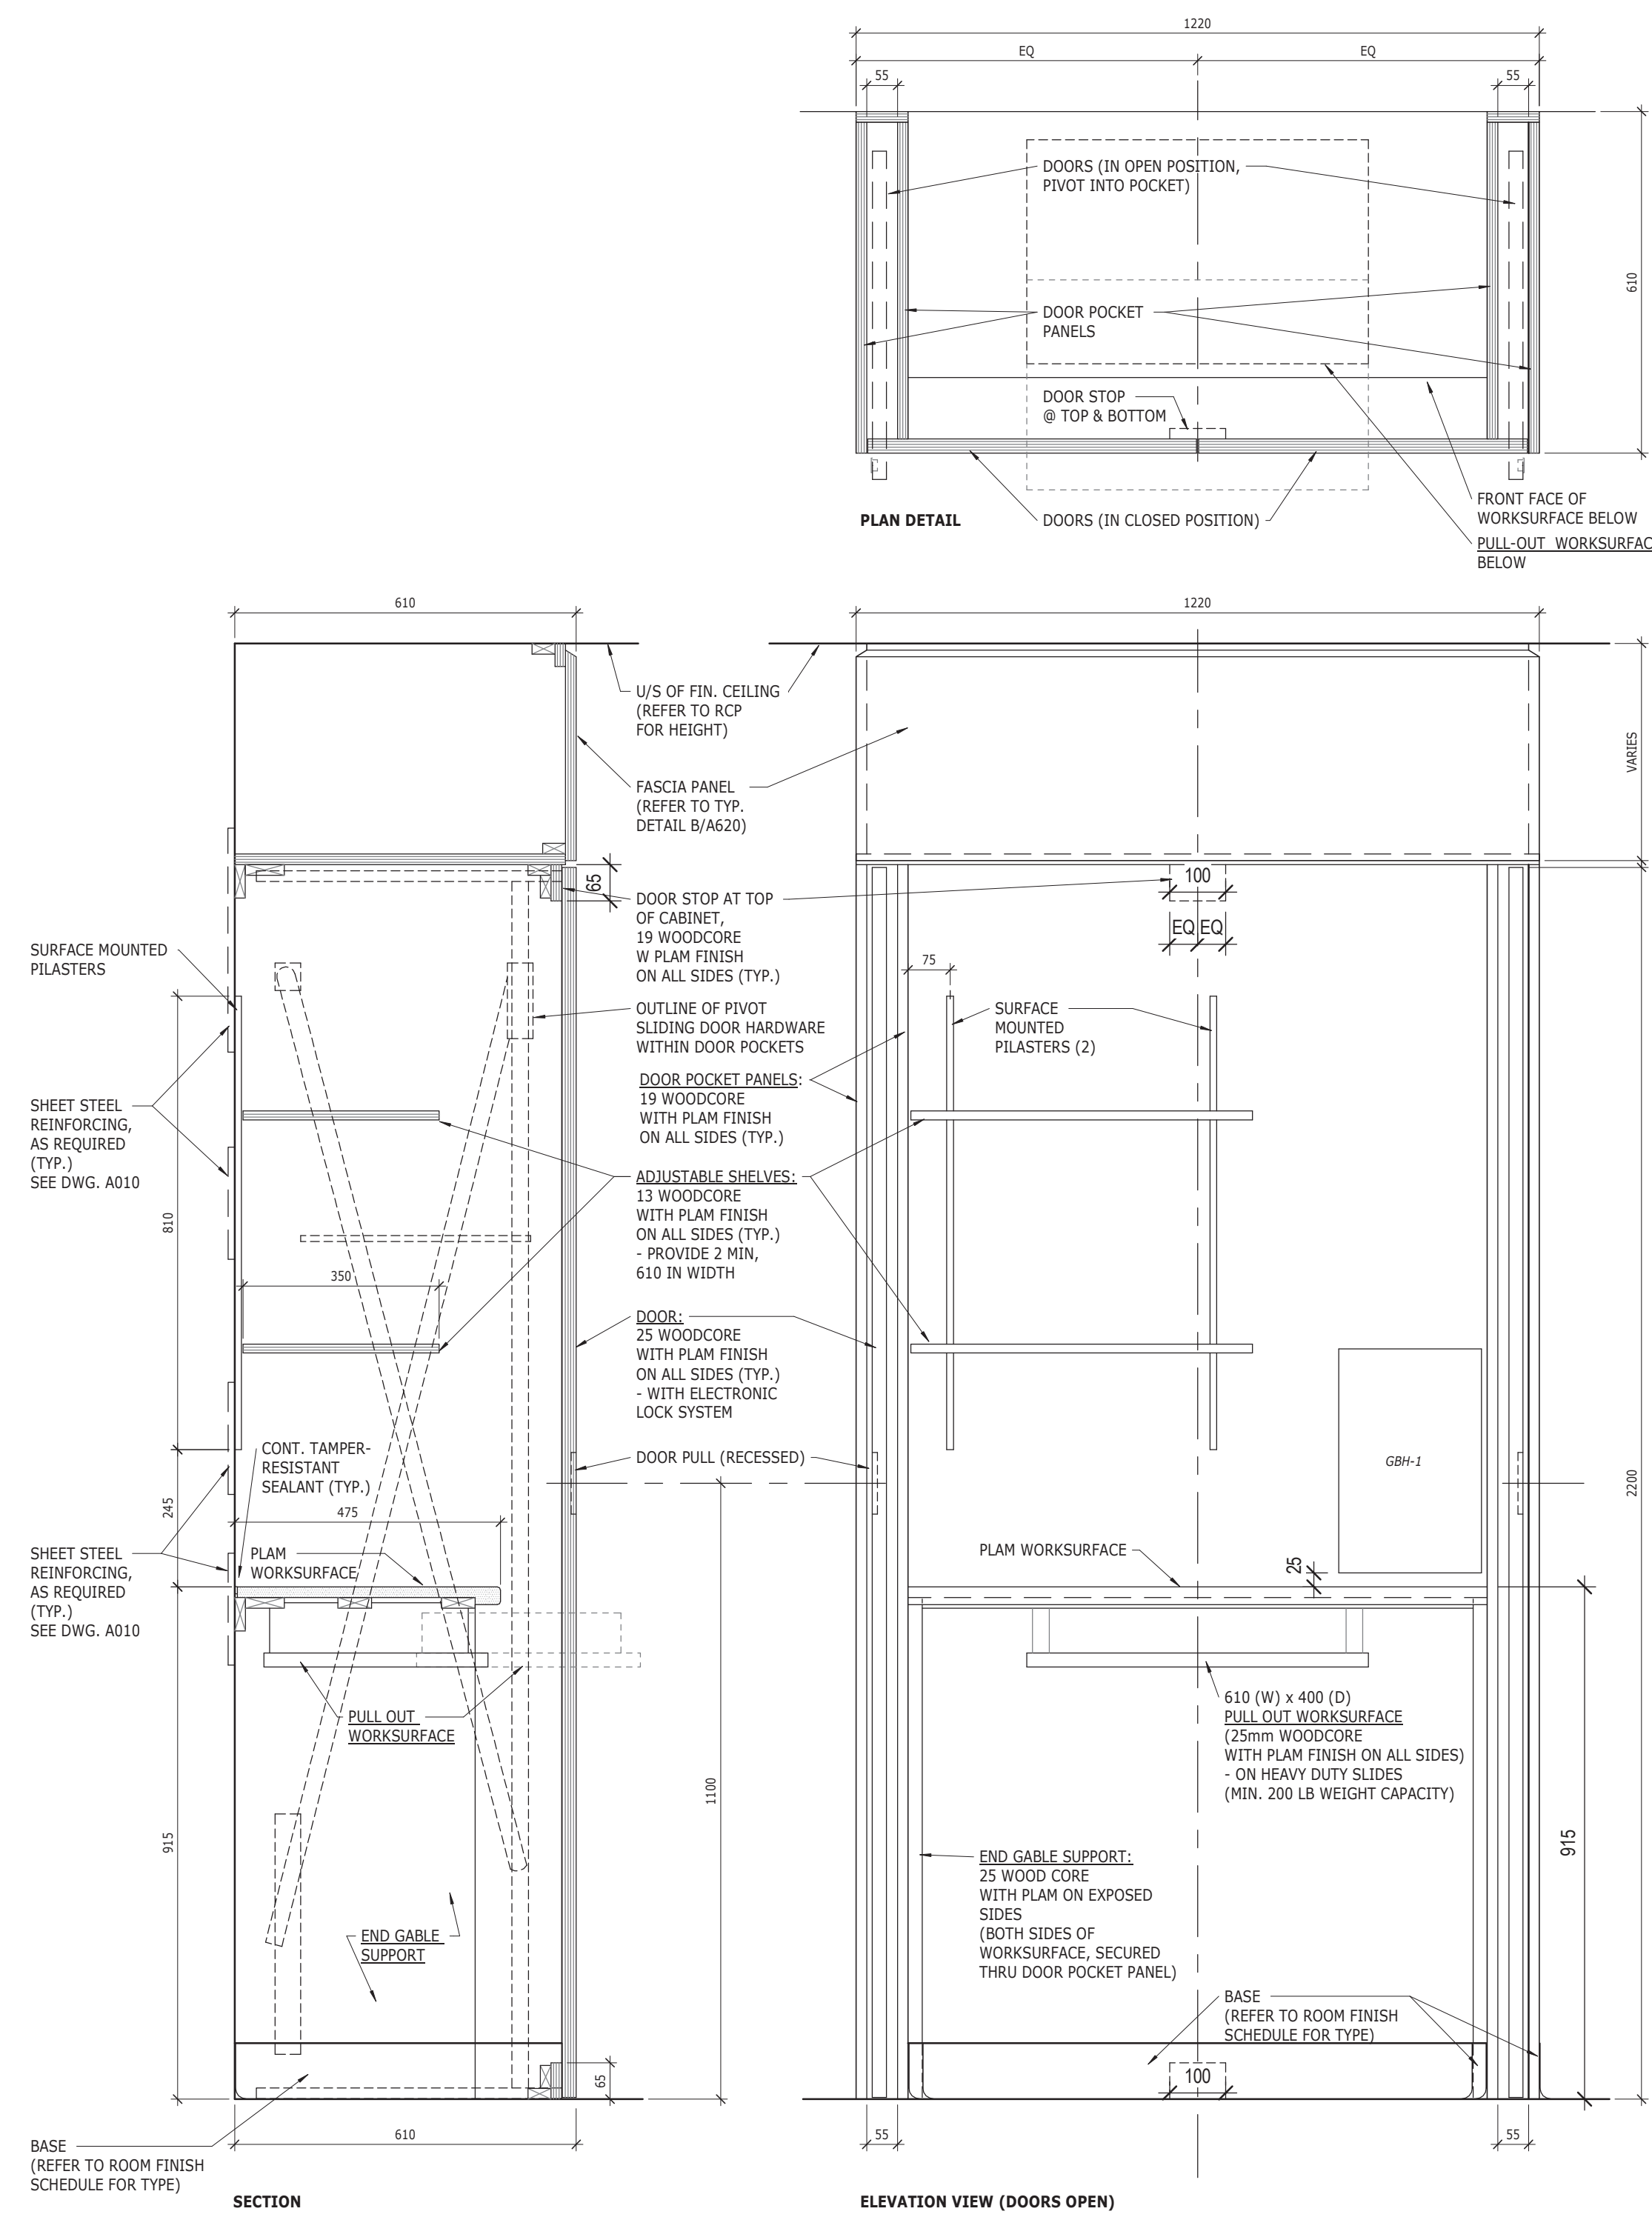 1220
EQ
EQ
55
55
DOORS (IN OPEN POSITION,
PIVOT INTO POCKET)
610
DOOR POCKET
PANELS
DOOR STOP
@ TOP & BOTTOM
FRONT FACE OF
WORKSURFACE BELOW
PLAN DETAIL
DOORS (IN CLOSED POSITION)
PULL-OUT WORKSURFAC
BELOW
610
1220
U/S OF FIN. CEILING
(REFER TO RCP
FOR HEIGHT)
VARIES
FASCIA PANEL
(REFER TO TYP.
DETAIL B/A620)
65
DOOR STOP AT TOP
OF CABINET,
19 WOODCORE
W PLAM FINISH
ON ALL SIDES (TYP.)
100
EQ EQ
75
SURFACE MOUNTED
PILASTERS
OUTLINE OF PIVOT
SLIDING DOOR HARDWARE
WITHIN DOOR POCKETS
SURFACE
MOUNTED
PILASTERS (2)
DOOR POCKET PANELS:
19 WOODCORE
WITH PLAM FINISH
ON ALL SIDES (TYP.)
SHEET STEEL
REINFORCING,
AS REQUIRED
(TYP.)
SEE DWG. A010
810
ADJUSTABLE SHELVES:
13 WOODCORE
WITH PLAM FINISH
ON ALL SIDES (TYP.)
- PROVIDE 2 MIN,
610 IN WIDTH
350
DOOR:
25 WOODCORE
WITH PLAM FINISH
ON ALL SIDES (TYP.)
- WITH ELECTRONIC
LOCK SYSTEM
CONT. TAMPER-
RESISTANT
SEALANT (TYP.)
DOOR PULL (RECESSED)
GBH-1
2200
245
475
SHEET STEEL
REINFORCING,
AS REQUIRED
(TYP.)
SEE DWG. A010
PLAM
WORKSURFACE
PLAM WORKSURFACE
25
PULL OUT
WORKSURFACE
610 (W) x 400 (D)
PULL OUT WORKSURFACE
(25mm WOODCORE
WITH PLAM FINISH ON ALL SIDES)
- ON HEAVY DUTY SLIDES
(MIN. 200 LB WEIGHT CAPACITY)
1100
915
915
END GABLE SUPPORT:
25 WOOD CORE
WITH PLAM ON EXPOSED
SIDES
(BOTH SIDES OF
WORKSURFACE, SECURED
THRU DOOR POCKET PANEL)
END GABLE
SUPPORT
BASE
(REFER TO ROOM FINISH
SCHEDULE FOR TYPE)
65
100
610
55
55
BASE
(REFER TO ROOM FINISH
SCHEDULE FOR TYPE)
SECTION
ELEVATION VIEW (DOORS OPEN)